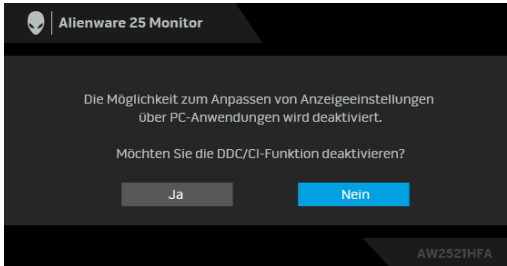 Alienware 25 Monitor
Die Möglichkeit zum Anpassen von Anzeigeeinstellungen
über PC-Anwendungen wird deaktiviert.
Möchten Sie die DDC/CI-Funktion deaktivieren?
Ja
Nein
AW2521HFA